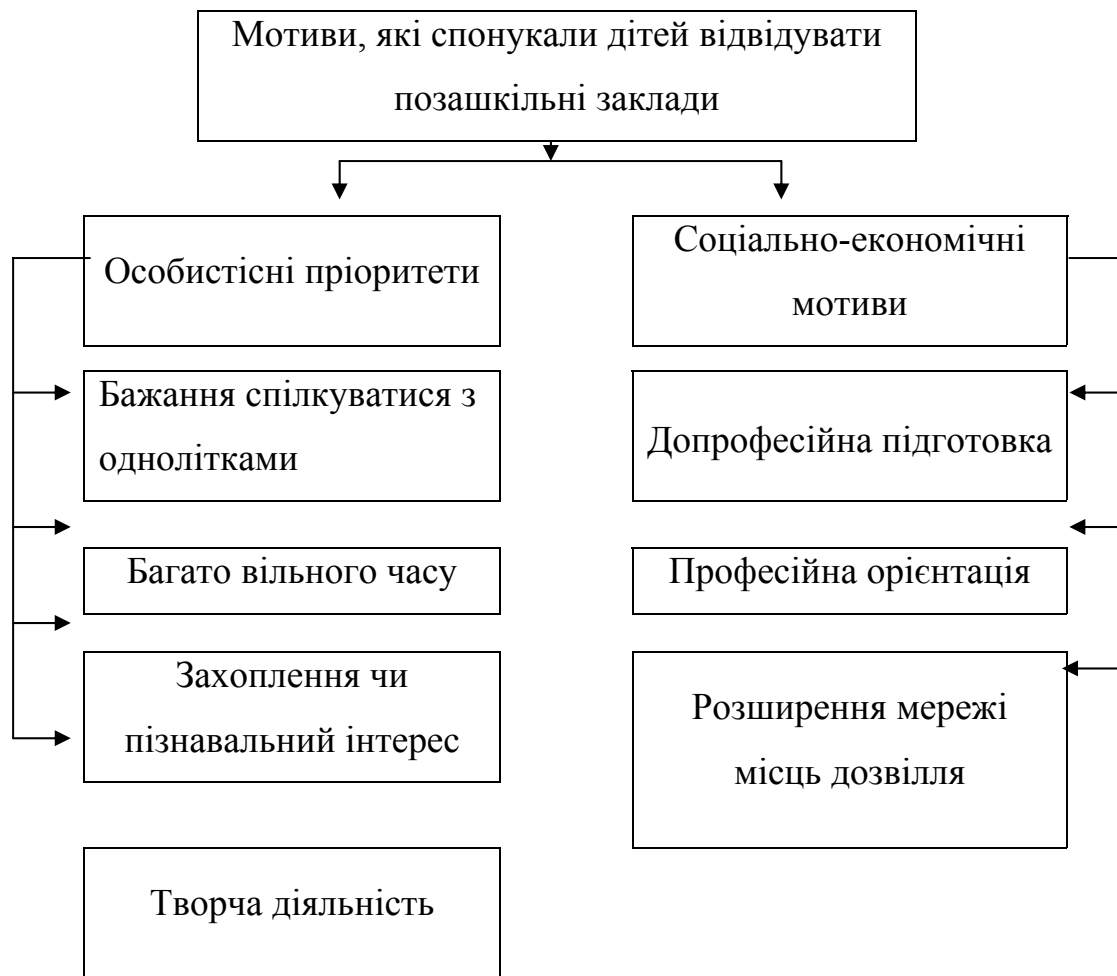 Мотиви, які спонукали дітей відвідувати
позашкільні заклади
Особистісні пріоритети
Соціально-економічні
мотиви
Бажання спілкуватися з
однолітками
Допрофесійна підготовка
Багато вільного часу
Професійна орієнтація
Захоплення чи
пізнавальний інтерес
Розширення мережі
місць дозвілля
Творча діяльність